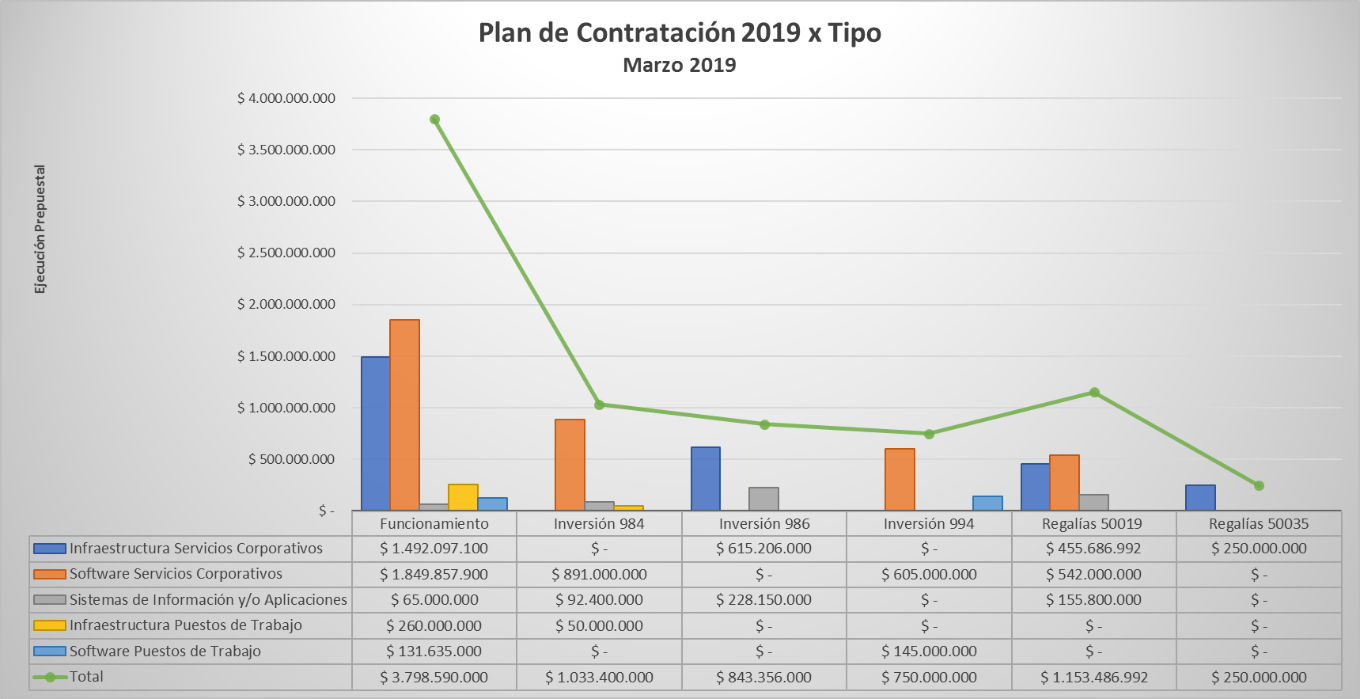 Plan de Contratación 2019 x Tipo
Marzo 2019
Ejecución Prepuestal
$ 4.000.000.000
$ 3.500.000.000
$ 3.000.000.000
$ 2.500.000.000
$ 2.000.000.000
$ 1.500.000.000
$ 1.000.000.000
$ 500.000.000
$ -
Funcionamiento Inversión 984 Inversión 986 Inversión 994 Regalías 50019 Regalías 50035
Infraestructura Servicios Corporativos $ 1.492.097.100 $ - $ 615.206.000 $ - $ 455.686.992 $ 250.000.000
Software Servicios Corporativos $ 1.849.857.900 $ 891.000.000 $ - $ 605.000.000 $ 542.000.000 $ -
Sistemas de Información y/o Aplicaciones $ 65.000.000 $ 92.400.000 $ 228.150.000 $ - $ 155.800.000 $ -
Infraestructura Puestos de Trabajo $ 260.000.000 $ 50.000.000 $ - $ - $ - $ -
Software Puestos de Trabajo $ 131.635.000 $ - $ - $ 145.000.000 $ - $ -
Total $ 3.798.590.000 $ 1.033.400.000 $ 843.356.000 $ 750.000.000 $ 1.153.486.992 $ 250.000.000